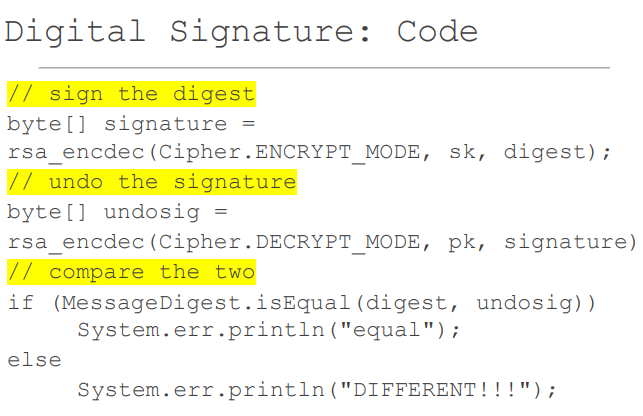 Digital Signature: Code
// sign the digest
byte[] signature =
rsa_encdec(Cipher.ENCRYPT_MODE, sk, digest);
// undo the signature
byte[] undosig =
rsa_encdec(Cipher.DECRYPT_MODE, pk, signature)
// compare the two
if (MessageDigest.isEqual(digest, undosig))
System.err.println("equal");
else
System.err.println("DIFFERENT!!!");